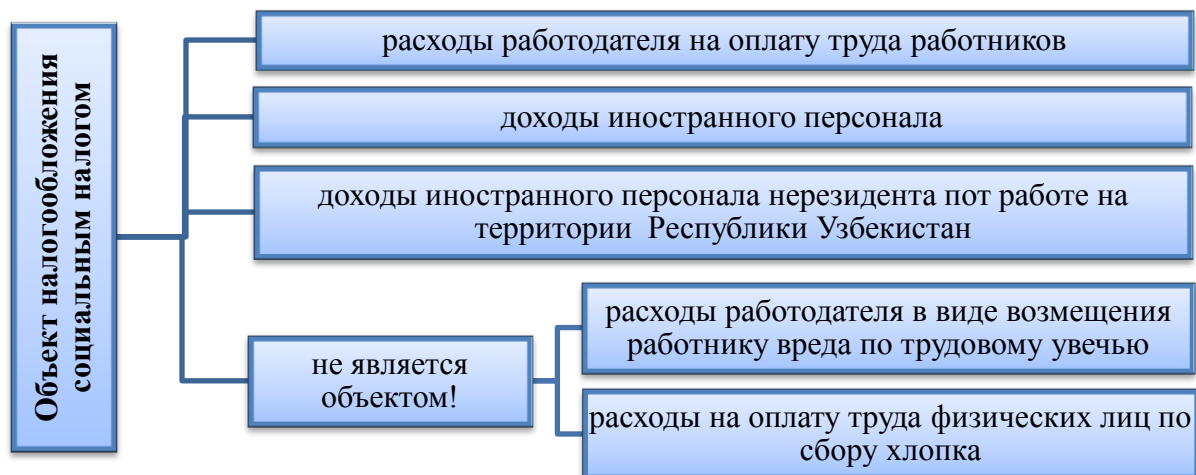 Объект налогообложения
социальным налогом
расходы работодателя на оплату труда работников
доходы иностранного персонала
доходы иностранного персонала нерезидента пот работе на
территории Республики Узбекистан
не является
объектом!
расходы работодателя в виде возмещения
работнику вреда по трудовому увечью
расходы на оплату труда физических лиц по
сбору хлопка